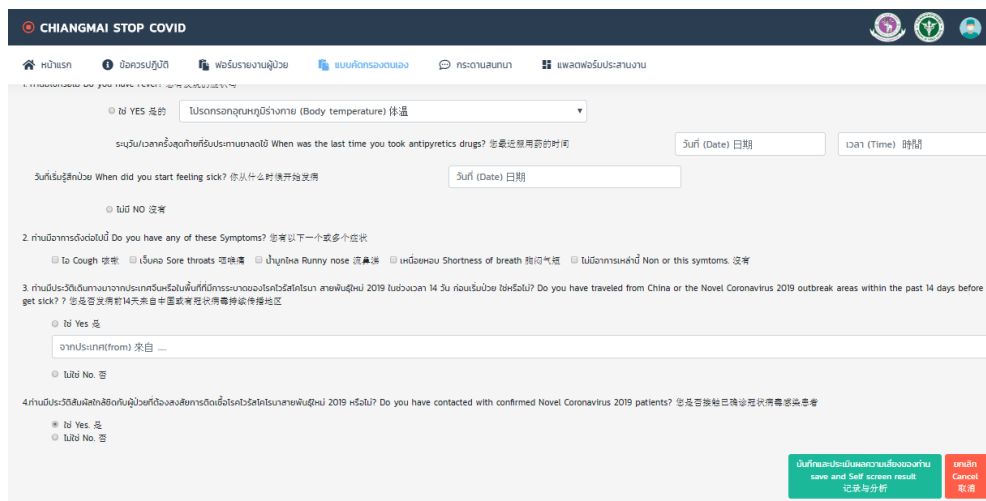 CHIANGMAI STOP COVID
หน้าแรก ข้อควรปฏิบัติ ฟอร์มรายงานผู้ป่วย แบบคัดกรองตนเอง กระดานสนทนา แพลตฟอร์มประสานงาน
ใช่ YES 是的 โปรดกรอกอุณหภูมิร่างกาย (Body temperature) 体温
ระบุวัน/เวลาครั้งสุดท้ายที่รับประทานยาลดไข้ When was the last time you took antipyretics drugs? 您最近服用药的时间 วันที่ (Date) 日期 เวลา (Time) 時間
วันที่เริ่มรู้สึกป่วย When did you start feeling sick? 你从什么时候开始发病 วันที่ (Date) 日期
ไม่มี NO 沒有
2. ท่านมีอาการดังต่อไปนี้ Do you have any of these Symptoms? 您有以下一个或多个症状
ไอ Cough 咳嗽 เจ็บคอ Sore throats 咽喉痛 น้ำมูกไหล Runny nose 流鼻涕 เหนื่อยหอบ Shortness of breath 胸闷气短 ไม่มีอาการเหล่านี้ Non or this symtoms. 沒有
3. ท่านมีประวัติเดินทางมาจากประเทศจีนหรือในพื้นที่ที่มีการระบาดของโรคไวรัสโคโรนา สายพันธุ์ใหม่ 2019 ในช่วงเวลา 14 วัน ก่อนเริ่มป่วย ใช่หรือไม่? Do you have traveled from China or the Novel Coronavirus 2019 outbreak areas within the past 14 days before
get sick? ? 您是否发病前14天来自中国或有冠状病毒持续传播地区
ใช่ Yes 是
จากประเทศ(from) 来自 ....
ไม่ใช่ No. 否
4.ท่านมีประวัติสัมผัสใกล้ชิดกับผู้ป่วยที่ต้องสงสัยการติดเชื้อโรคไวรัสโคโรนาสายพันธุ์ใหม่ 2019 หรือไม่? Do you have contacted with confirmed Novel Coronavirus 2019 patients? 您是否接触已确诊冠状病毒感染患者
ใช่ Yes. 是
ไม่ใช่ No. 否
บันทึกและประเมินผลความเสี่ยงของท่าน
save and Self screen result
记录与分析
ยกเลิก
Cancel
取消